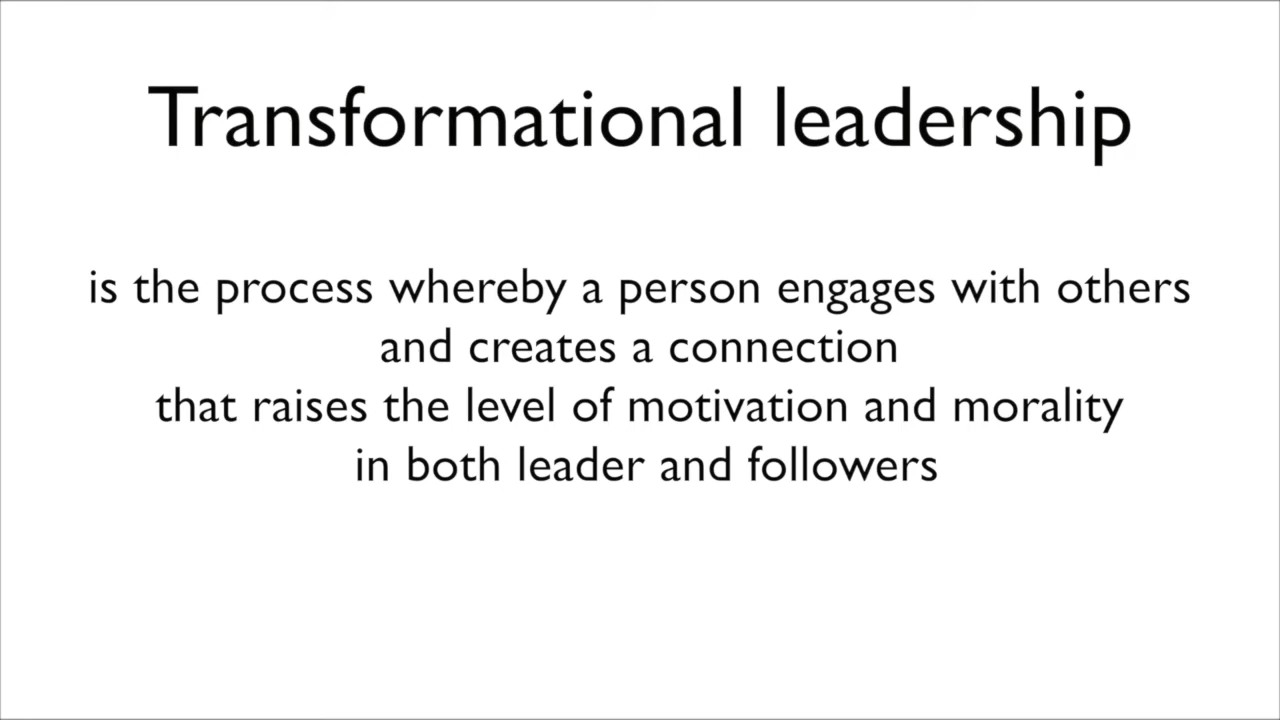 Transformational leadership
is the process whereby a person engages with others
and creates a connection
that raises the level of motivation and morality
in both leader and followers